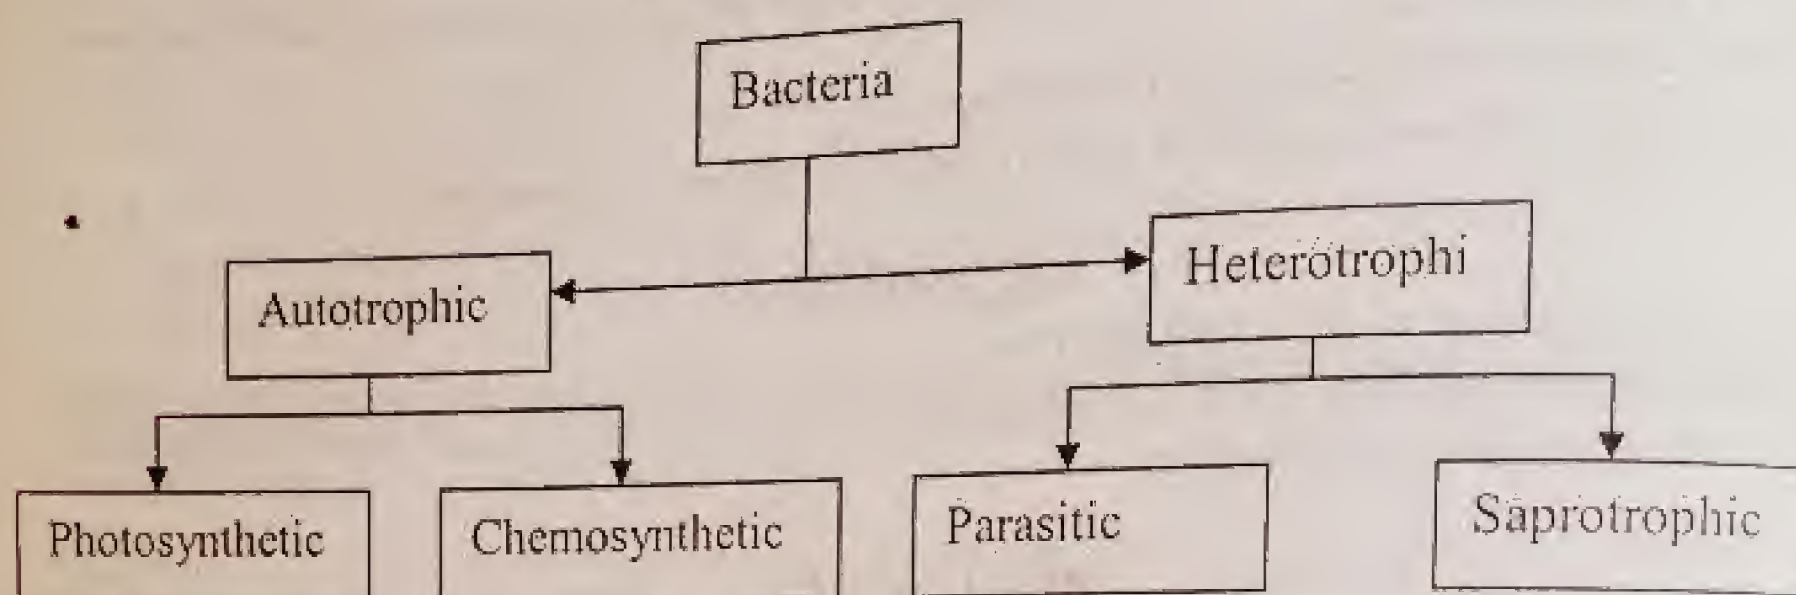 Bacteria
Autotrophic
Heterotrophi
Photosynthetic
Chemosynthetic
Parasitic
Saprotrophic